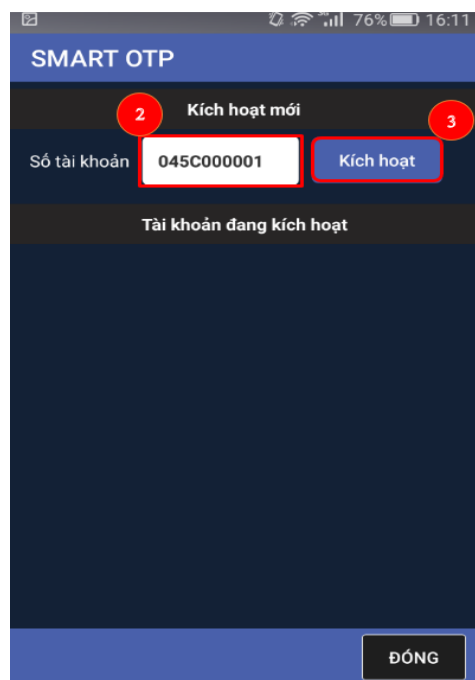 76% 16:11
SMART OTP
2 Kích hoạt mới 3
Số tài khoản 045C000001 Kích hoạt
Tài khoản đang kích hoạt
ĐÓNG